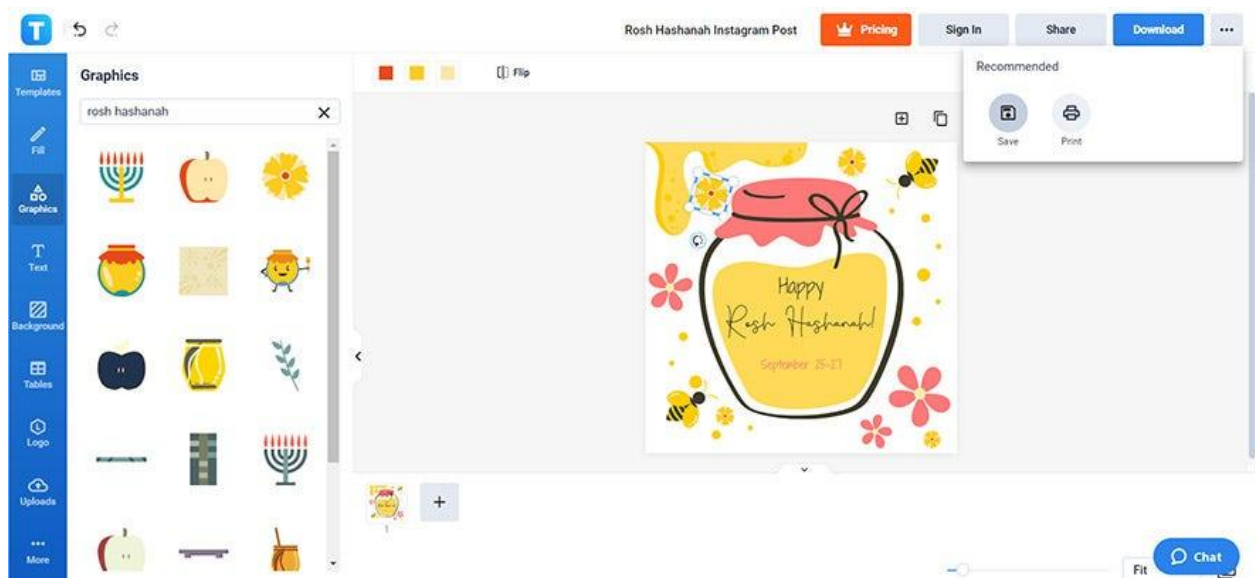 T
Rosh Hashanah Instagram Post
Pricing
Sign In
Share
Download
Recommended
Save
Print
Templates
Fill
Graphics
Text
Background
Tables
Logo
Uploads
More
Graphics
rosh hashanah
Flip
Happy
Rosh Hashanah!
September 25-27
1
Fit
Chat